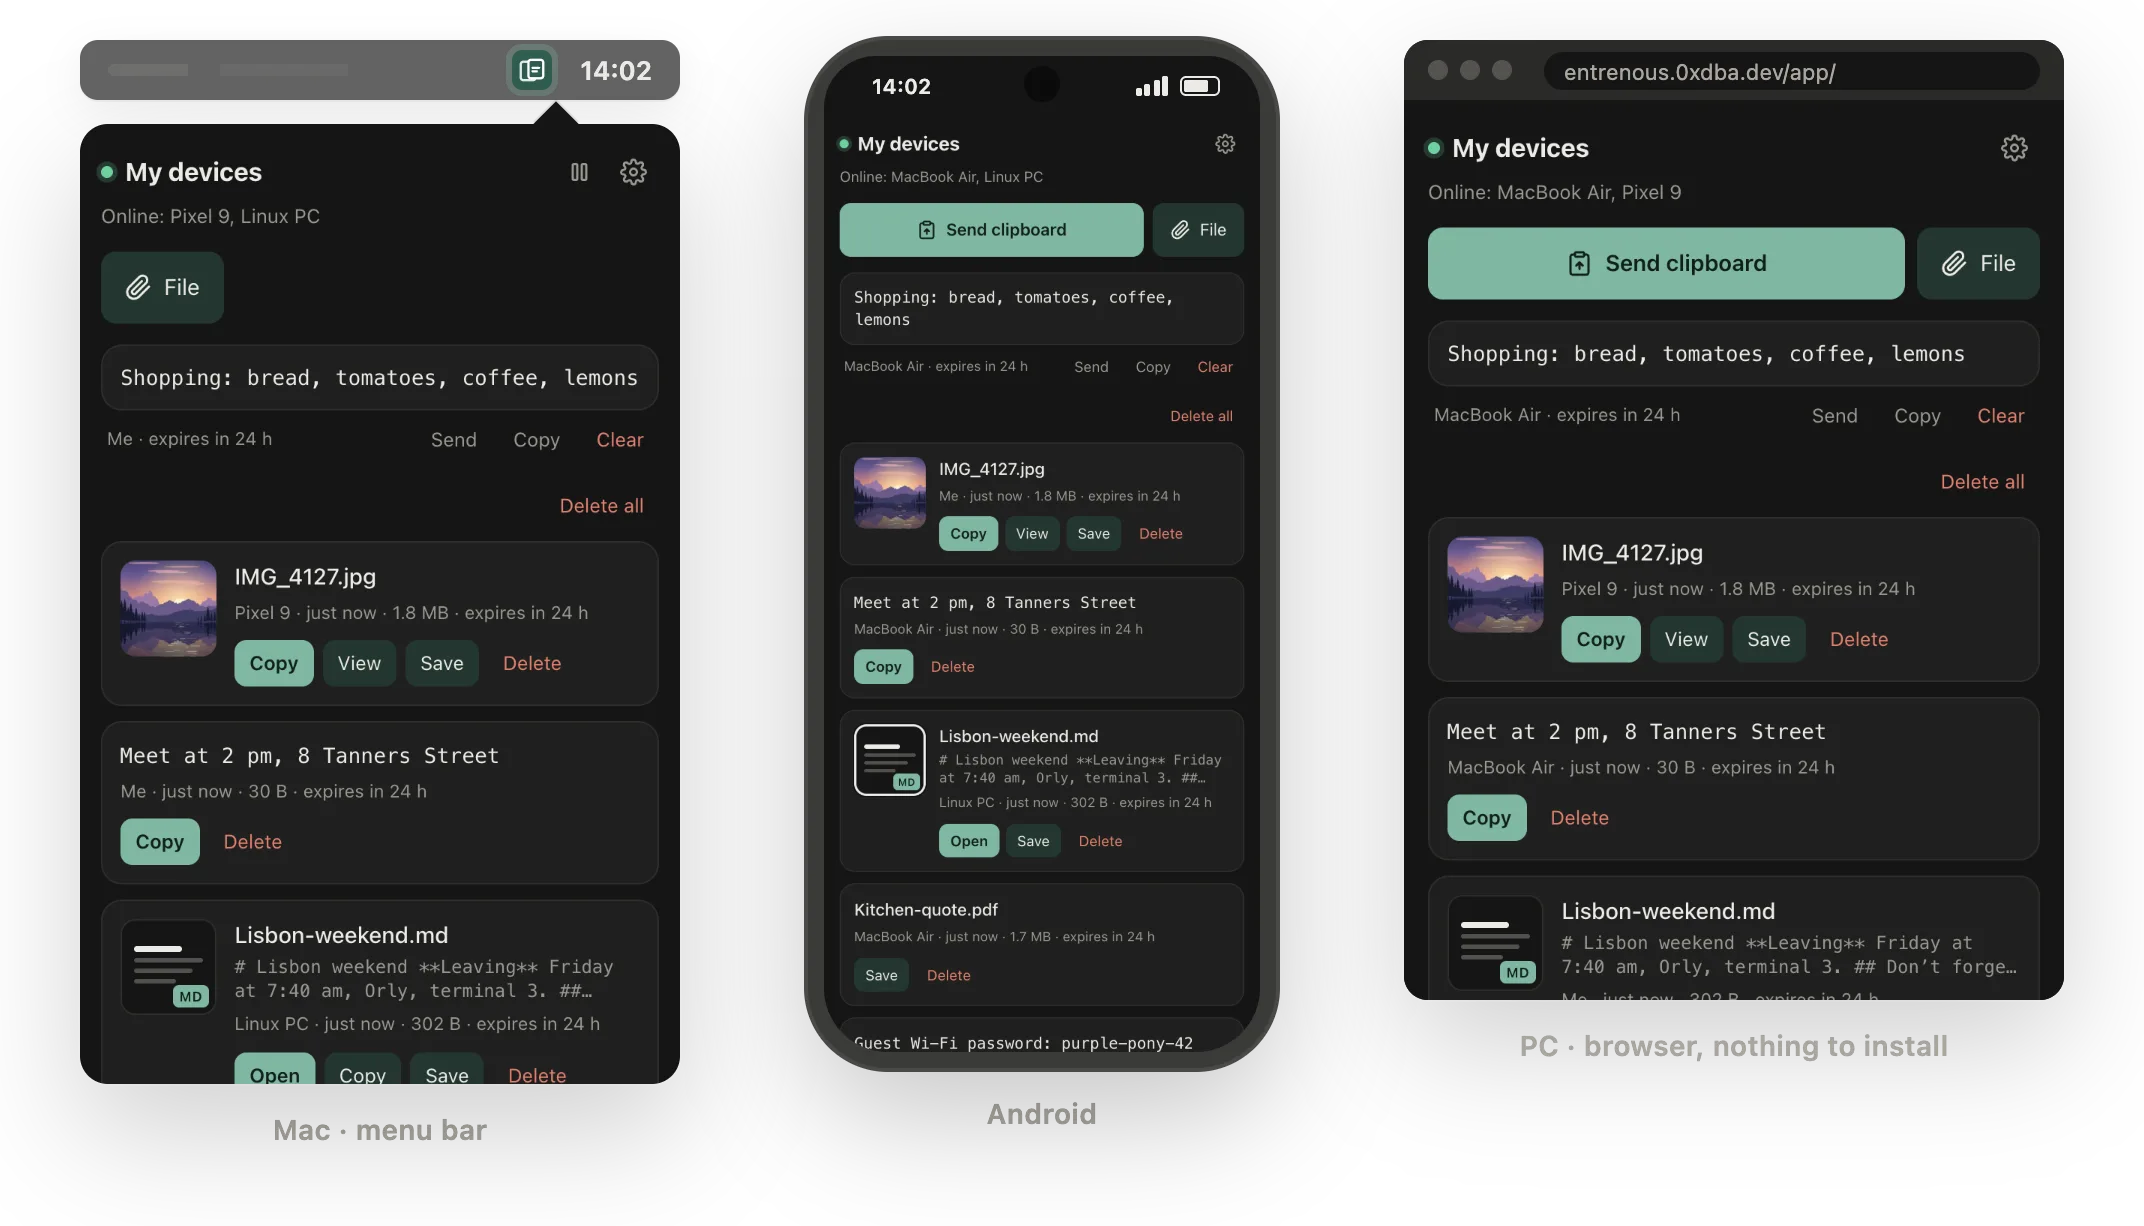 14:02
My devices
Online: Pixel 9, Linux PC
File
Shopping: bread, tomatoes, coffee, lemons
Me · expires in 24 h Send Copy Clear
Delete all
IMG_4127.jpg
Pixel 9 · just now · 1.8 MB · expires in 24 h
Copy View Save Delete
Meet at 2 pm, 8 Tanners Street
Me · just now · 30 B · expires in 24 h
Copy Delete
MD
Lisbon-weekend.md
# Lisbon weekend **Leaving** Friday
at 7:40 am, Orly, terminal 3. ##…
Linux PC · just now · 302 B · expires in 24 h
Open Copy Save Delete
Mac · menu bar
14:02
My devices
Online: MacBook Air, Linux PC
Send clipboard File
Shopping: bread, tomatoes, coffee,
lemons
MacBook Air · expires in 24 h Send Copy Clear
Delete all
IMG_4127.jpg
Me · just now · 1.8 MB · expires in 24 h
Copy View Save Delete
Meet at 2 pm, 8 Tanners Street
MacBook Air · just now · 30 B · expires in 24 h
Copy Delete
MD
Lisbon-weekend.md
# Lisbon weekend **Leaving** Friday
at 7:40 am, Orly, terminal 3. ##…
Linux PC · just now · 302 B · expires in 24 h
Open Save Delete
Kitchen-quote.pdf
MacBook Air · just now · 1.7 MB · expires in 24 h
Save Delete
Guest Wi-Fi password: purple-pony-42
Android
entrenous.0xdba.dev/app/
My devices
Online: MacBook Air, Pixel 9
Send clipboard File
Shopping: bread, tomatoes, coffee, lemons
MacBook Air · expires in 24 h Send Copy Clear
Delete all
IMG_4127.jpg
Pixel 9 · just now · 1.8 MB · expires in 24 h
Copy View Save Delete
Meet at 2 pm, 8 Tanners Street
MacBook Air · just now · 30 B · expires in 24 h
Copy Delete
MD
Lisbon-weekend.md
# Lisbon weekend **Leaving** Friday at
7:40 am, Orly, terminal 3. ## Don’t forge…
Me · just now · 302 B · expires in 24 h
PC · browser, nothing to install